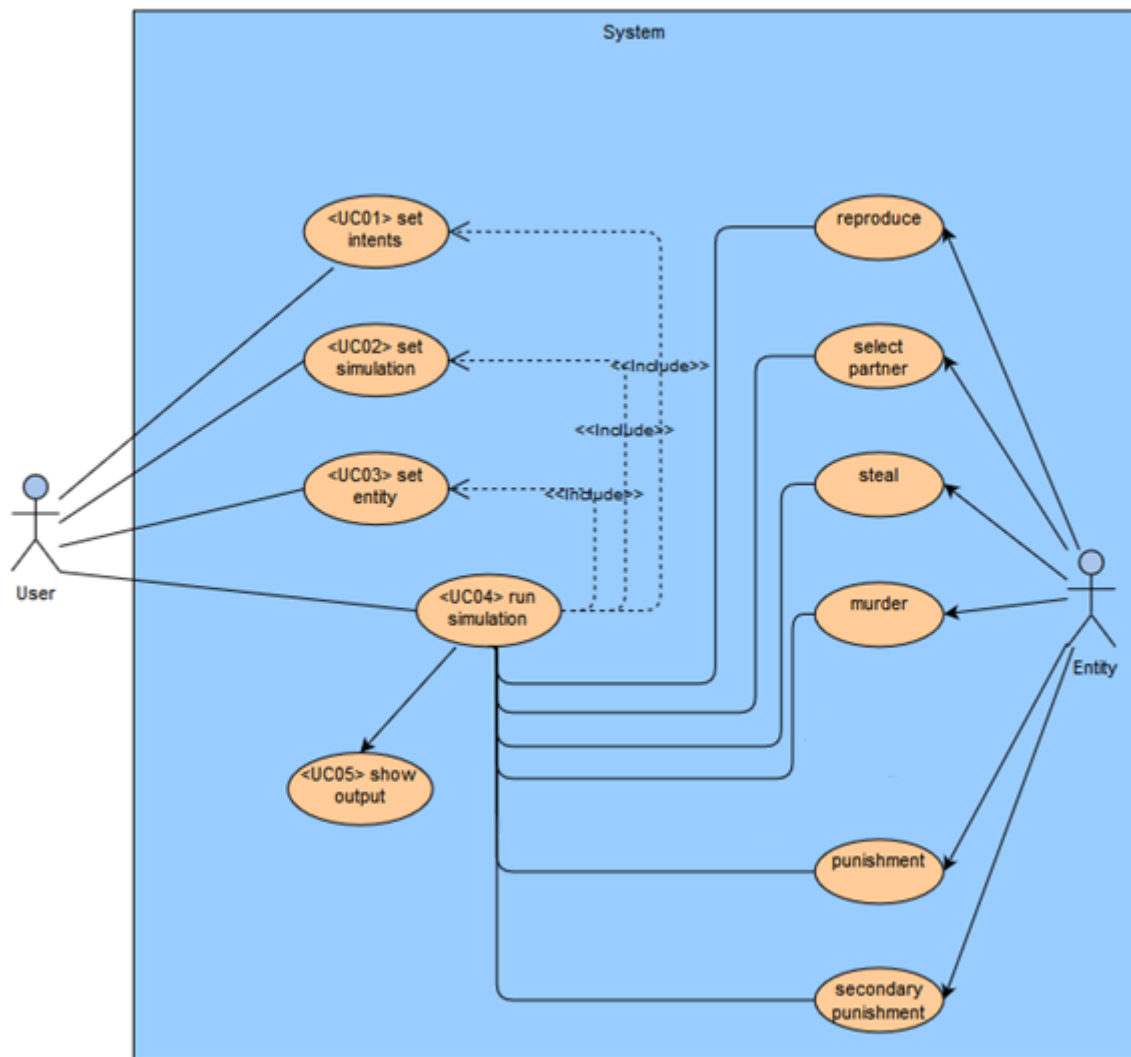 System
<UC01> set
intents
reproduce
<UC02> set
simulation
<<Include>>
select
partner
<<Include>>
<UC03> set
entity
<<Include>>
steal
User
<UC04> run
simulation
murder
Entity
<UC05> show
output
punishment
secondary
punishment